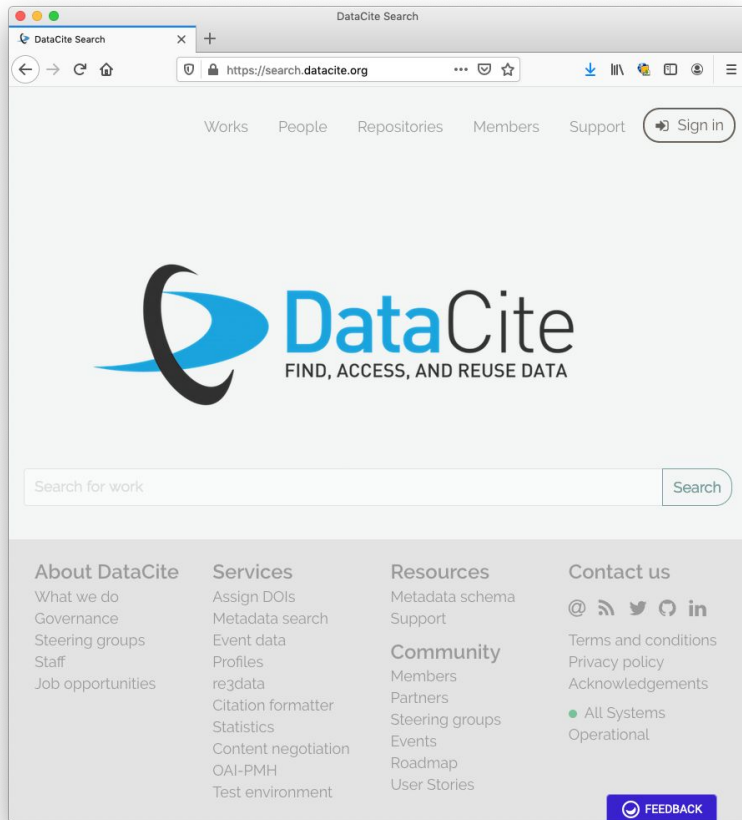 DataCite Search
DataCite Search
https://search.datacite.org
Works People Repositories Members Support Sign in
DataCite
FIND, ACCESS, AND REUSE DATA
Search for work Search
About DataCite
What we do
Governance
Steering groups
Staff
Job opportunities
Services
Assign DOIs
Metadata search
Event data
Profiles
re3data
Citation formatter
Statistics
Content negotiation
OAI-PMH
Test environment
Resources
Metadata schema
Support
Community
Members
Partners
Steering groups
Events
Roadmap
User Stories
Contact us
Terms and conditions
Privacy policy
Acknowledgements
All Systems
Operational
FEEDBACK